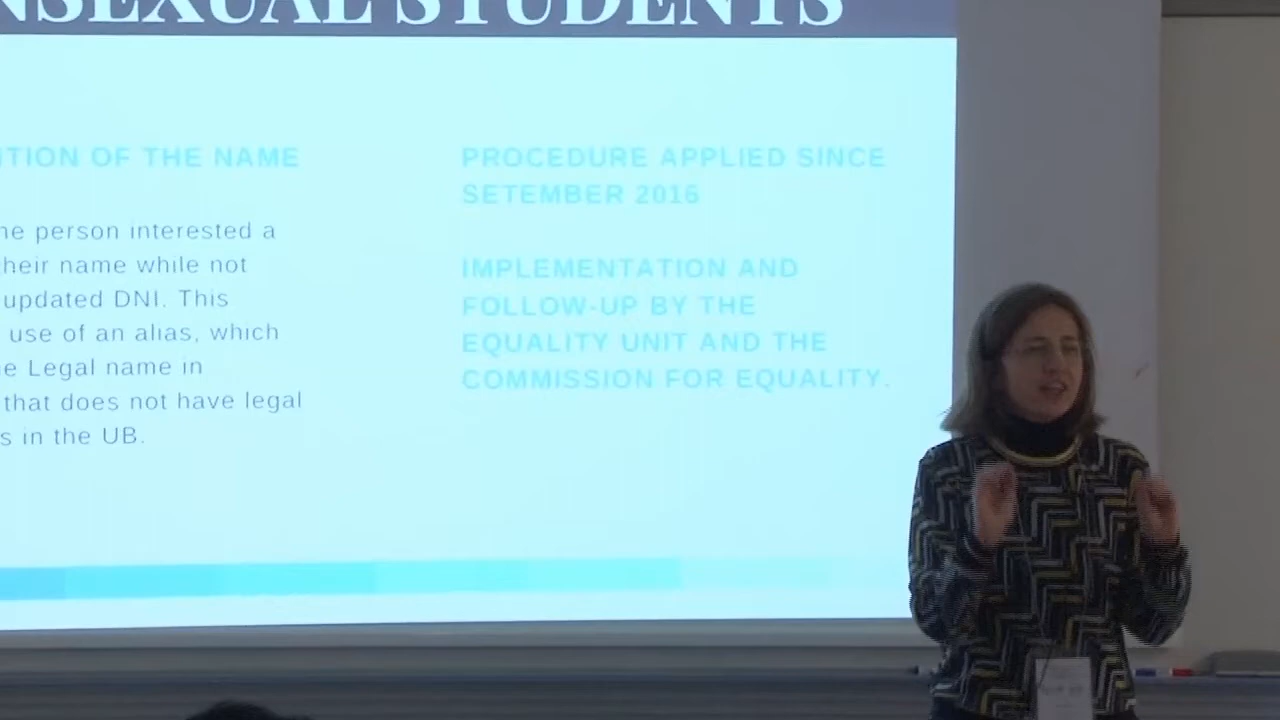 NSEXUAL STUDENTS
TION OF THE NAME
he person interested a
heir name while not
updated DNI. This
use of an alias, which
e Legal name in
that does not have legal
s in the UB.
PROCEDURE APPLIED SINCE
SETEMBER 2016
IMPLEMENTATION AND
FOLLOW-UP BY THE
EQUALITY UNIT AND THE
COMMISSION FOR EQUALITY.